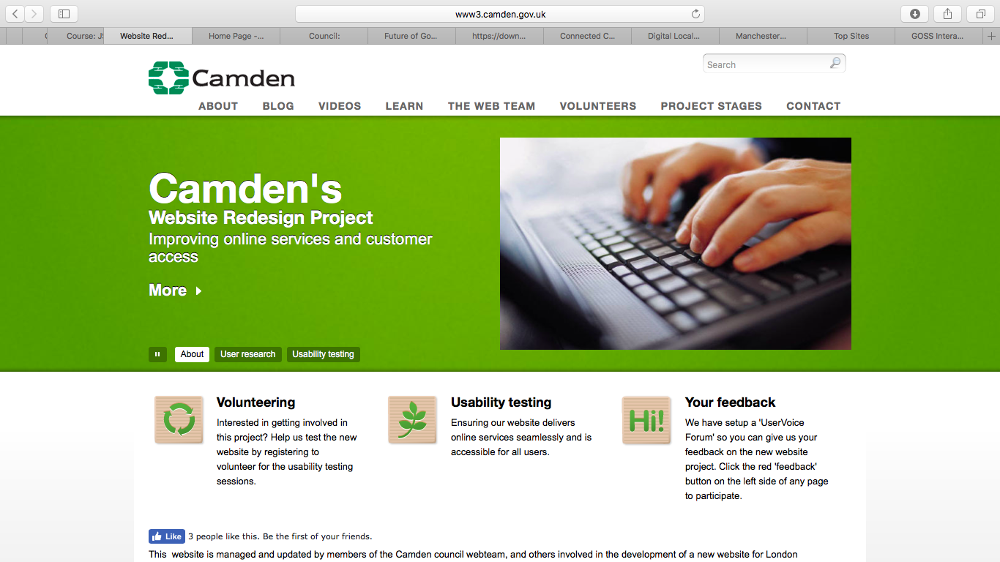 www3.camden.gov.uk
Course: JS
Website Red...
Home Page -...
Council:
Future of Go...
https://down...
Connected C...
Digital Local...
Manchester...
Top Sites
GOSS Intera...
Camden
Search
ABOUT BLOG VIDEOS LEARN THE WEB TEAM VOLUNTEERS PROJECT STAGES CONTACT
Camden's
Website Redesign Project
Improving online services and customer
access
More
About User research Usability testing
Volunteering
Interested in getting involved in
this project? Help us test the new
website by registering to
volunteer for the usability testing
sessions.
Usability testing
Ensuring our website delivers
online services seamlessly and is
accessible for all users.
Hi!
Your feedback
We have setup a 'UserVoice
Forum' so you can give us your
feedback on the new website
project. Click the red 'feedback'
button on the left side of any page
to participate.
Like 3 people like this. Be the first of your friends.
This website is managed and updated by members of the Camden council webteam, and others involved in the development of a new website for London